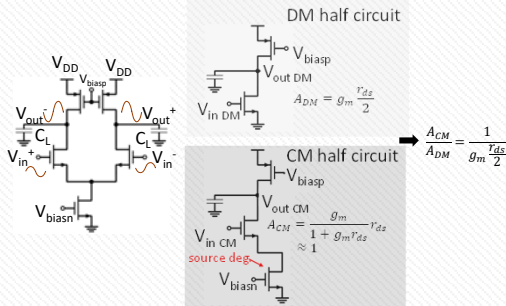 V_DD V_DD
V_biasp
V_out^- V_out^+
C_L C_L
V_in^+ V_in^-
V_biasn
DM half circuit
V_biasp
V_out DM
V_in DM
A_DM = g_m r_ds/2
CM half circuit
V_biasp
V_out CM
V_in CM
A_CM = g_m/(1 + g_m r_ds) r_ds
≈ 1
source deg.
V_biasn
A_CM/A_DM = 1/(g_m r_ds/2)